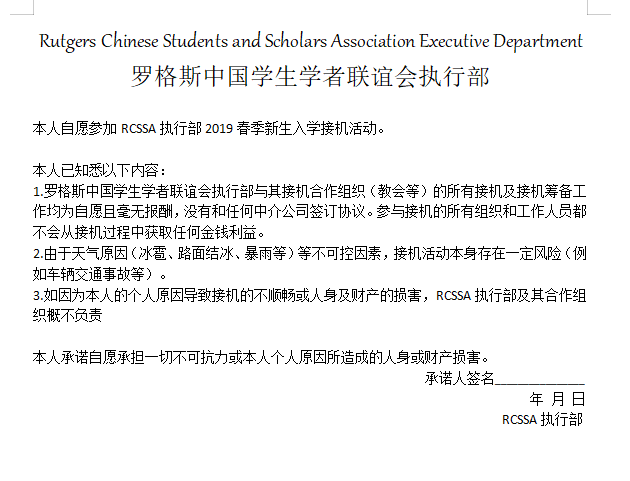 Rutgers Chinese Students and Scholars Association Executive Department
罗格斯中国学生学者联谊会执行部
本人自愿参加 RCSSA 执行部 2019 春季新生入学接机活动。
本人已知悉以下内容：
1.罗格斯中国学生学者联谊会执行部与其接机合作组织（教会等）的所有接机及接机筹备工
作均为自愿且毫无报酬，没有和任何中介公司签订协议。参与接机的所有组织和工作人员都
不会从接机过程中获取任何金钱利益。
2.由于天气原因（冰雹、路面结冰、暴雨等）等不可控因素，接机活动本身存在一定风险（例
如车辆交通事故等）。
3.如因为本人的个人原因导致接机的不顺畅或人身及财产的损害，RCSSA 执行部及其合作组
织概不负责
本人承诺自愿承担一切不可抗力或本人个人原因所造成的人身或财产损害。
承诺人签名_______________
年 月 日
RCSSA 执行部